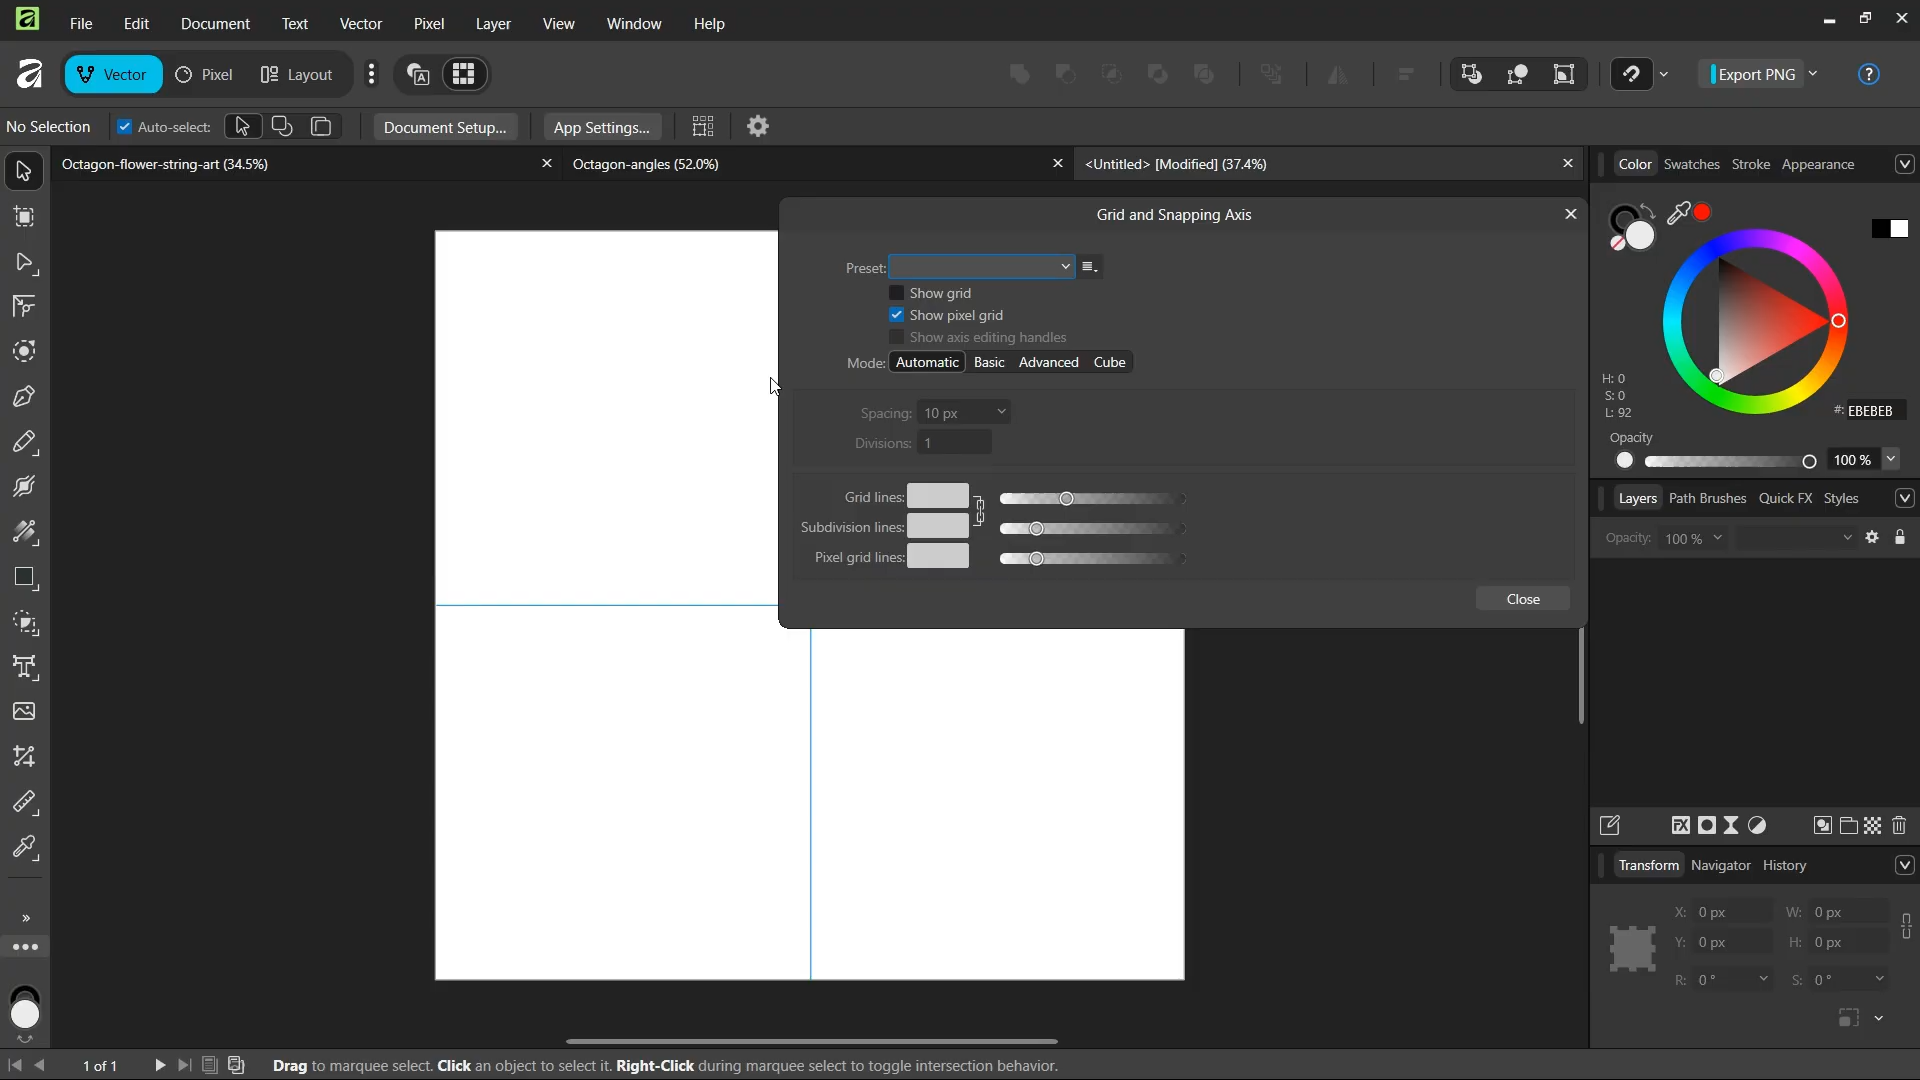 File Edit Document Text Vector Pixel Layer View Window Help
Vector Pixel Layout Export PNG
No Selection Auto-select: Document Setup... App Settings...
Octagon-flower-string-art (34.5%) Octagon-angles (52.0%) <Untitled> [Modified] (37.4%)
Color Swatches Stroke Appearance
Grid and Snapping Axis
Preset:
Show grid
Show pixel grid
Show axis editing handles
Mode: Automatic Basic Advanced Cube
Spacing: 10 px
Divisions: 1
Grid lines:
Subdivision lines:
Pixel grid lines:
Close
H: 0
S: 0
L: 92
#: EBEBEB
Opacity
100 %
Layers Path Brushes Quick FX Styles
Opacity: 100 %
Transform Navigator History
X: 0 px W: 0 px
Y: 0 px H: 0 px
R: 0 ° S: 0 °
1 of 1
Drag to marquee select. Click an object to select it. Right-Click during marquee select to toggle intersection behavior.